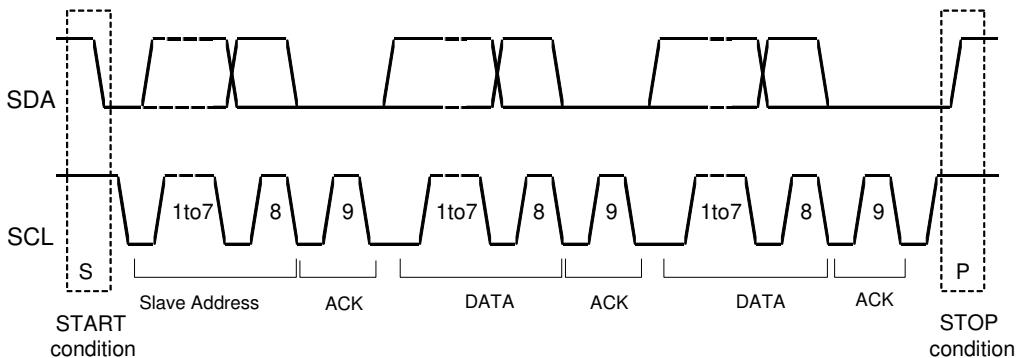 SDA
1to7 8 9 1to7 8 9 1to7 8 9
SCL
S P
Slave Address ACK DATA ACK DATA ACK
START
condition
STOP
condition